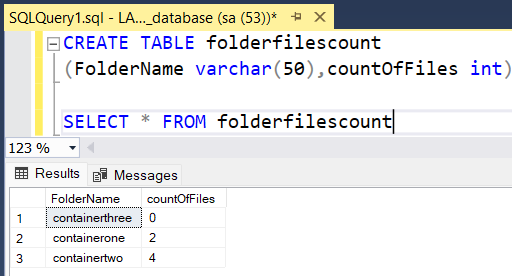 SQLQuery1.sql - LA..._database (sa (53))*
CREATE TABLE folderfilescount
(FolderName varchar(50),countOfFiles int)
SELECT * FROM folderfilescount
123 %
Results Messages
FolderName countOfFiles
1 containerthree 0
2 containerone 2
3 containertwo 4